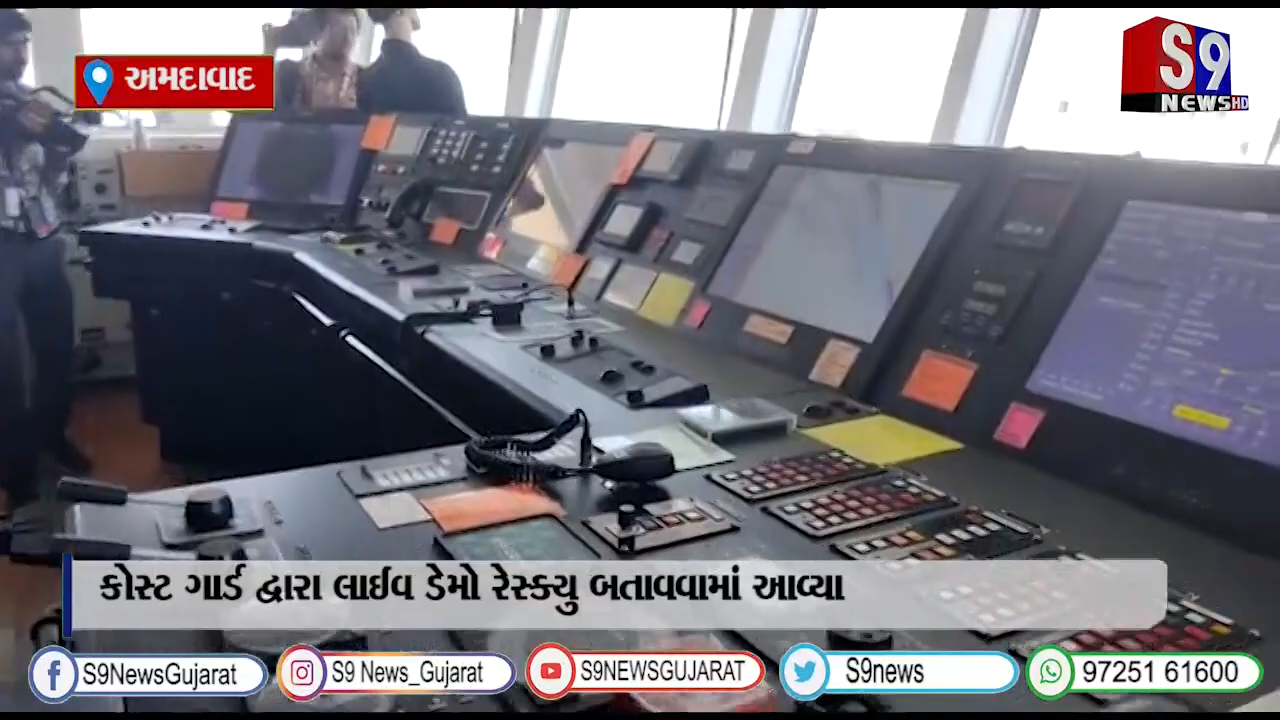 અમદાવાદ
S9
NEWS HD
કોસ્ટ ગાર્ડ દ્વારા લાઈવ ડેમો રેસ્ક્યુ બતાવવામાં આવ્યા
S9NewsGujarat
S9 News_Gujarat
S9NEWSGUJARAT
S9news
97251 61600